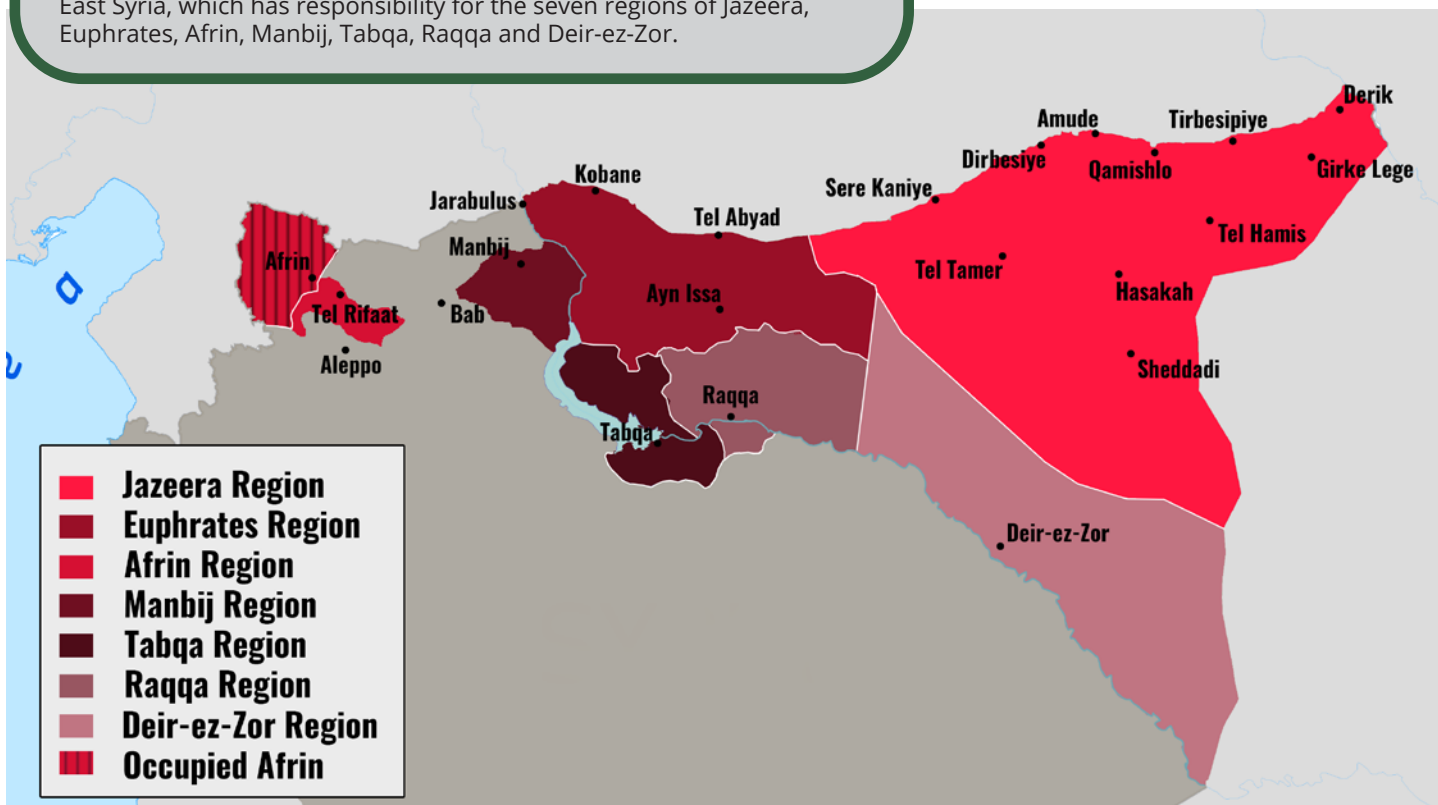 East Syria, which has responsibility for the seven regions of Jazeera,
Euphrates, Afrin, Manbij, Tabqa, Raqqa and Deir-ez-Zor.
Derik
Amude
Tirbesipiye
Dirbesiye
Qamishlo
Girke Lege
Kobane
Sere Kaniye
Jarabulus
Tel Abyad
Tel Hamis
Manbij
Afrin
Tel Tamer
Hasakah
Ayn Issa
Tel Rifaat
Bab
Aleppo
Sheddadi
Raqqa
Tabqa
Deir-ez-Zor
a
Jazeera Region
Euphrates Region
Afrin Region
Manbij Region
Tabqa Region
Raqqa Region
Deir-ez-Zor Region
Occupied Afrin